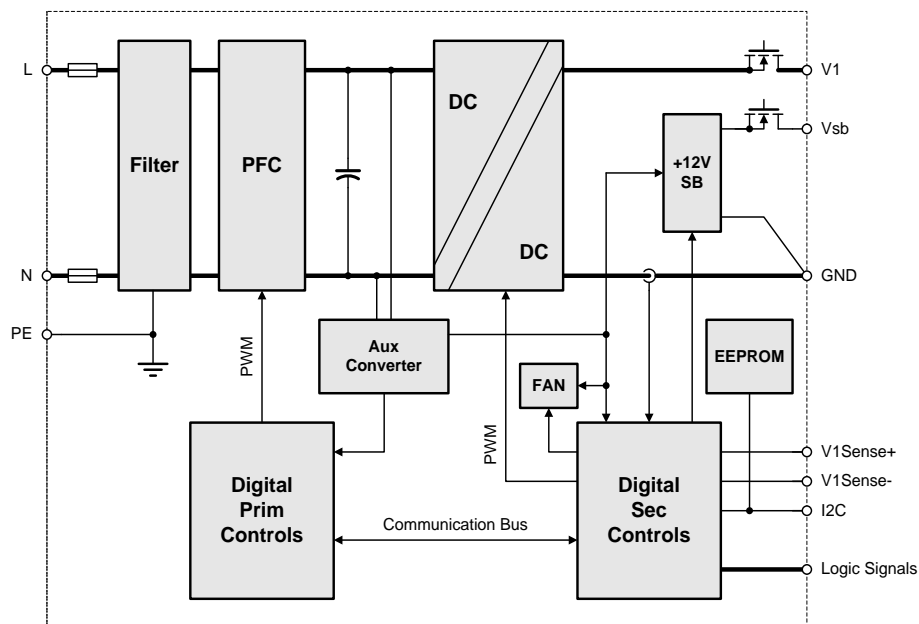 L
V1
DC
Vsb
Filter
PFC
+12V
SB
DC
N
GND
PE
PWM
Aux
Converter
EEPROM
FAN
PWM
V1Sense+
V1Sense-
Digital
Prim
Controls
Digital
Sec
Controls
I2C
Communication Bus
Logic Signals